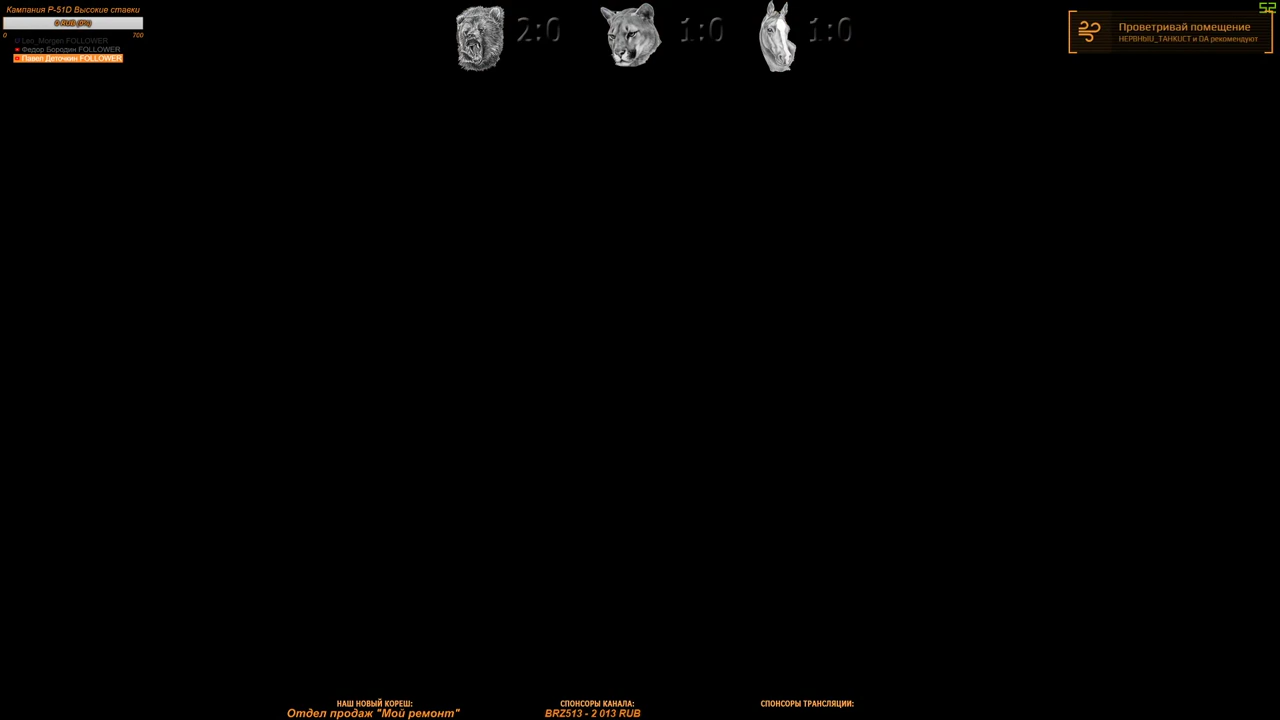 Кампания P-51D Высокие ставки
0 RUB (0%)
0 700
Leo_Morgen FOLLOWER
Федор Бородин FOLLOWER
Павел Деточкин FOLLOWER
2:0
1:0
1:0
52
Проветривай помещение
НЕРВНЫU_ТАНКUСТ и DA рекомендуют
НАШ НОВЫЙ КОРЕШ:
Отдел продаж "Мой ремонт"
СПОНСОРЫ КАНАЛА:
BRZ513 - 2 013 RUB
СПОНСОРЫ ТРАНСЛЯЦИИ: